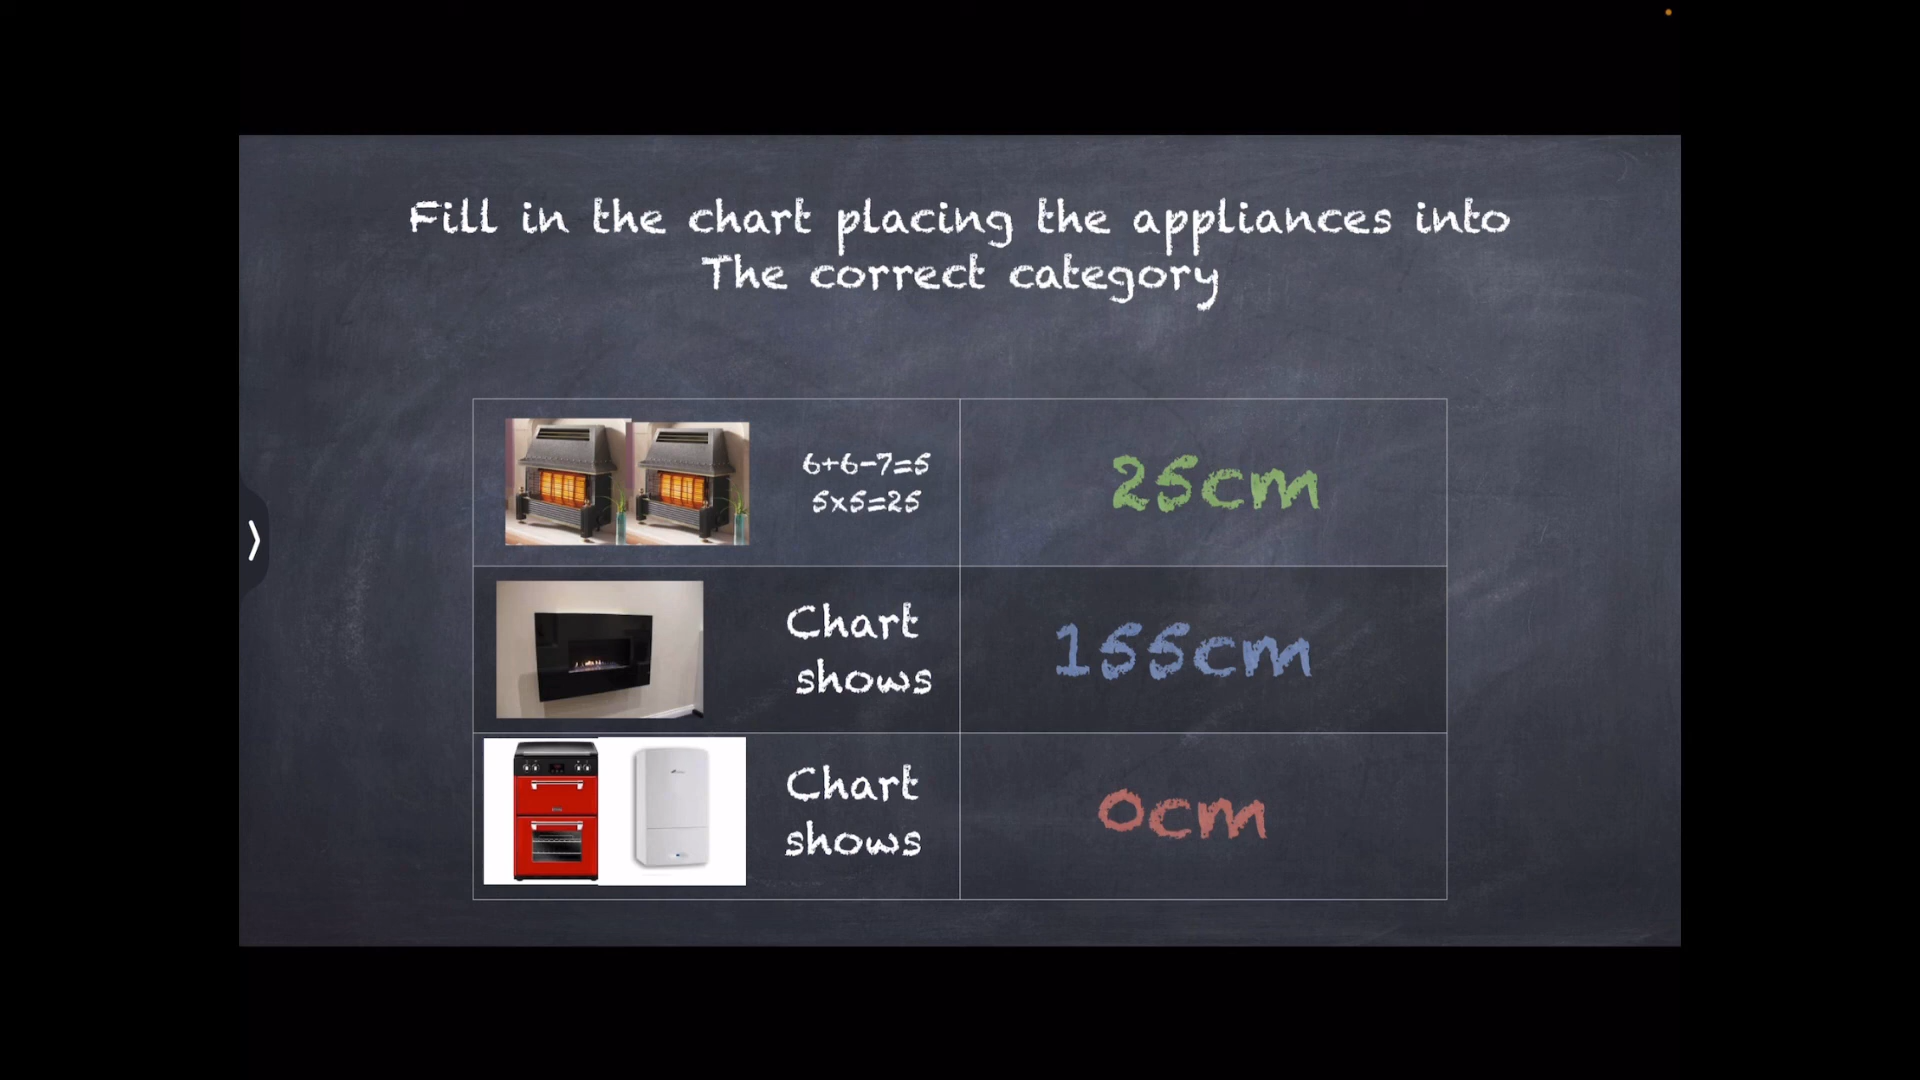 Fill in the chart placing the appliances into
The correct category
6+6-7=5
5x5=25
25cm
Chart
shows
155cm
Chart
shows
0cm